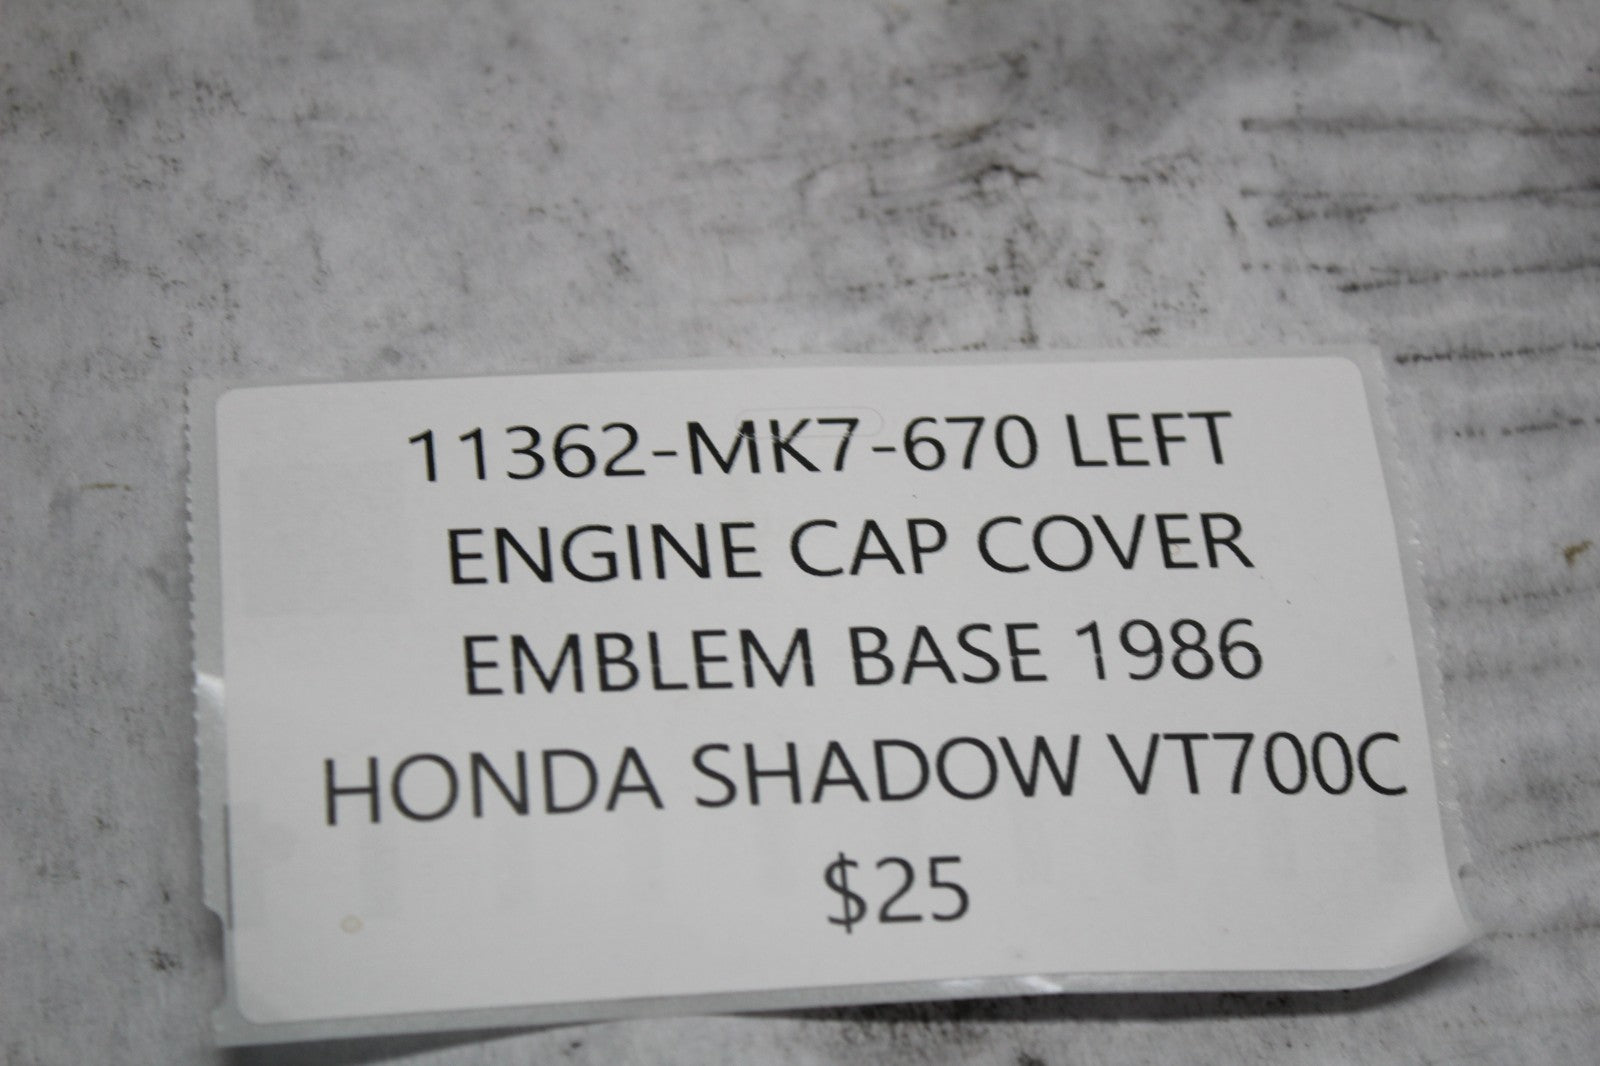 11362-MK7-670 LEFT
ENGINE CAP COVER
EMBLEM BASE 1986
HONDA SHADOW VT700C
$25